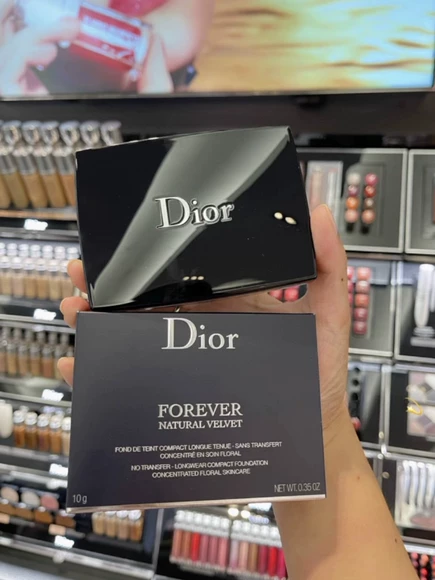 Dior
Dior
FOREVER
NATURAL VELVET
FOND DE TEINT COMPACT LONGUE TENUE - SANS TRANSFERT
CONCENTRÉ EN SOIN FLORAL
NO TRANSFER - LONGWEAR COMPACT FOUNDATION
CONCENTRATED FLORAL SKINCARE
10 g
NET WT. 0.35 OZ